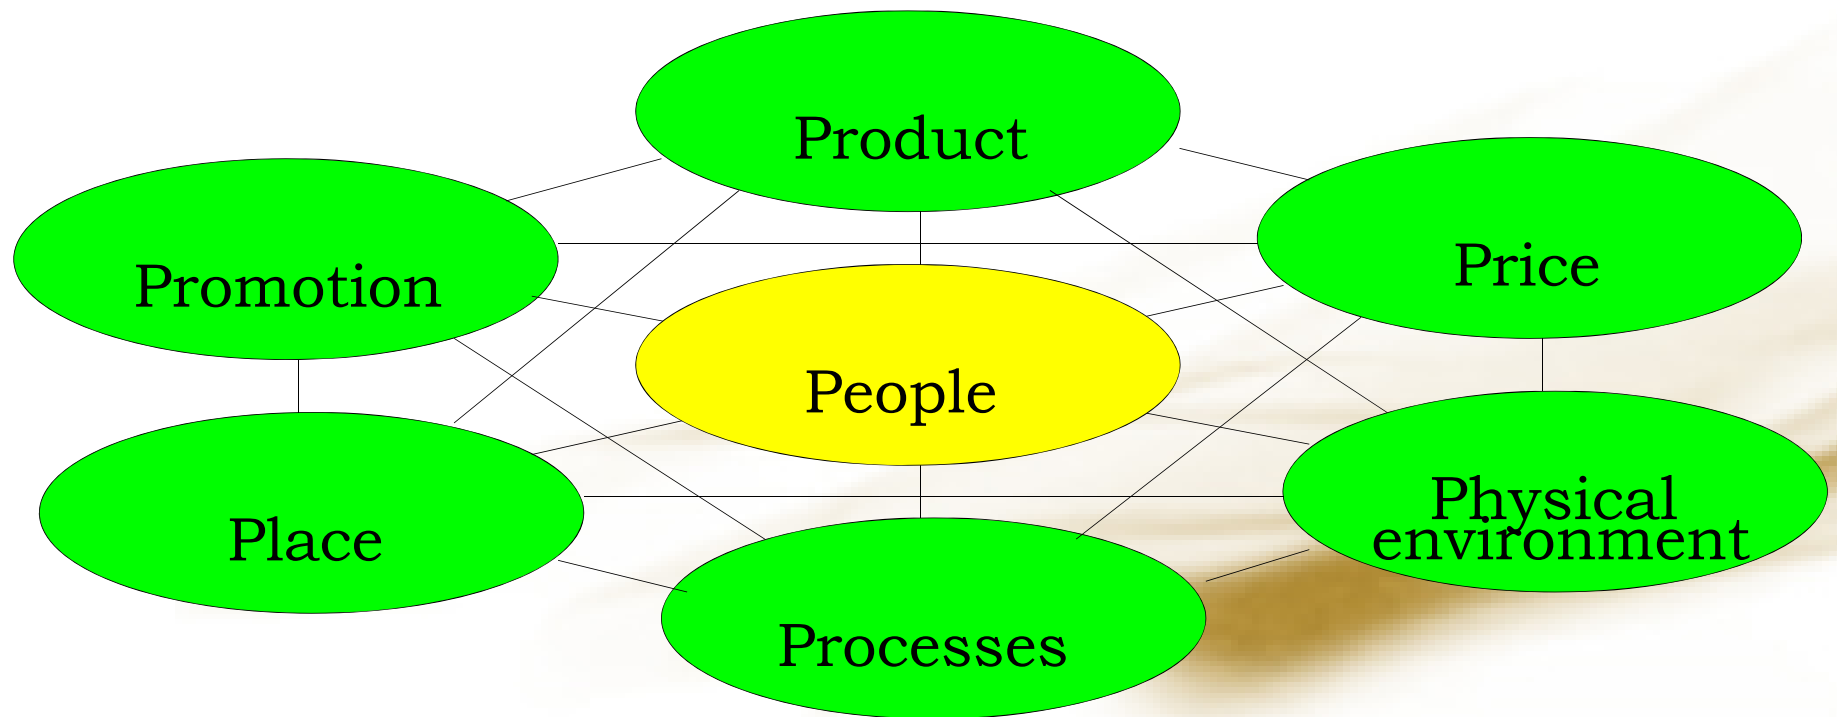 Product
Price
Promotion
People
Physical
environment
Place
Processes